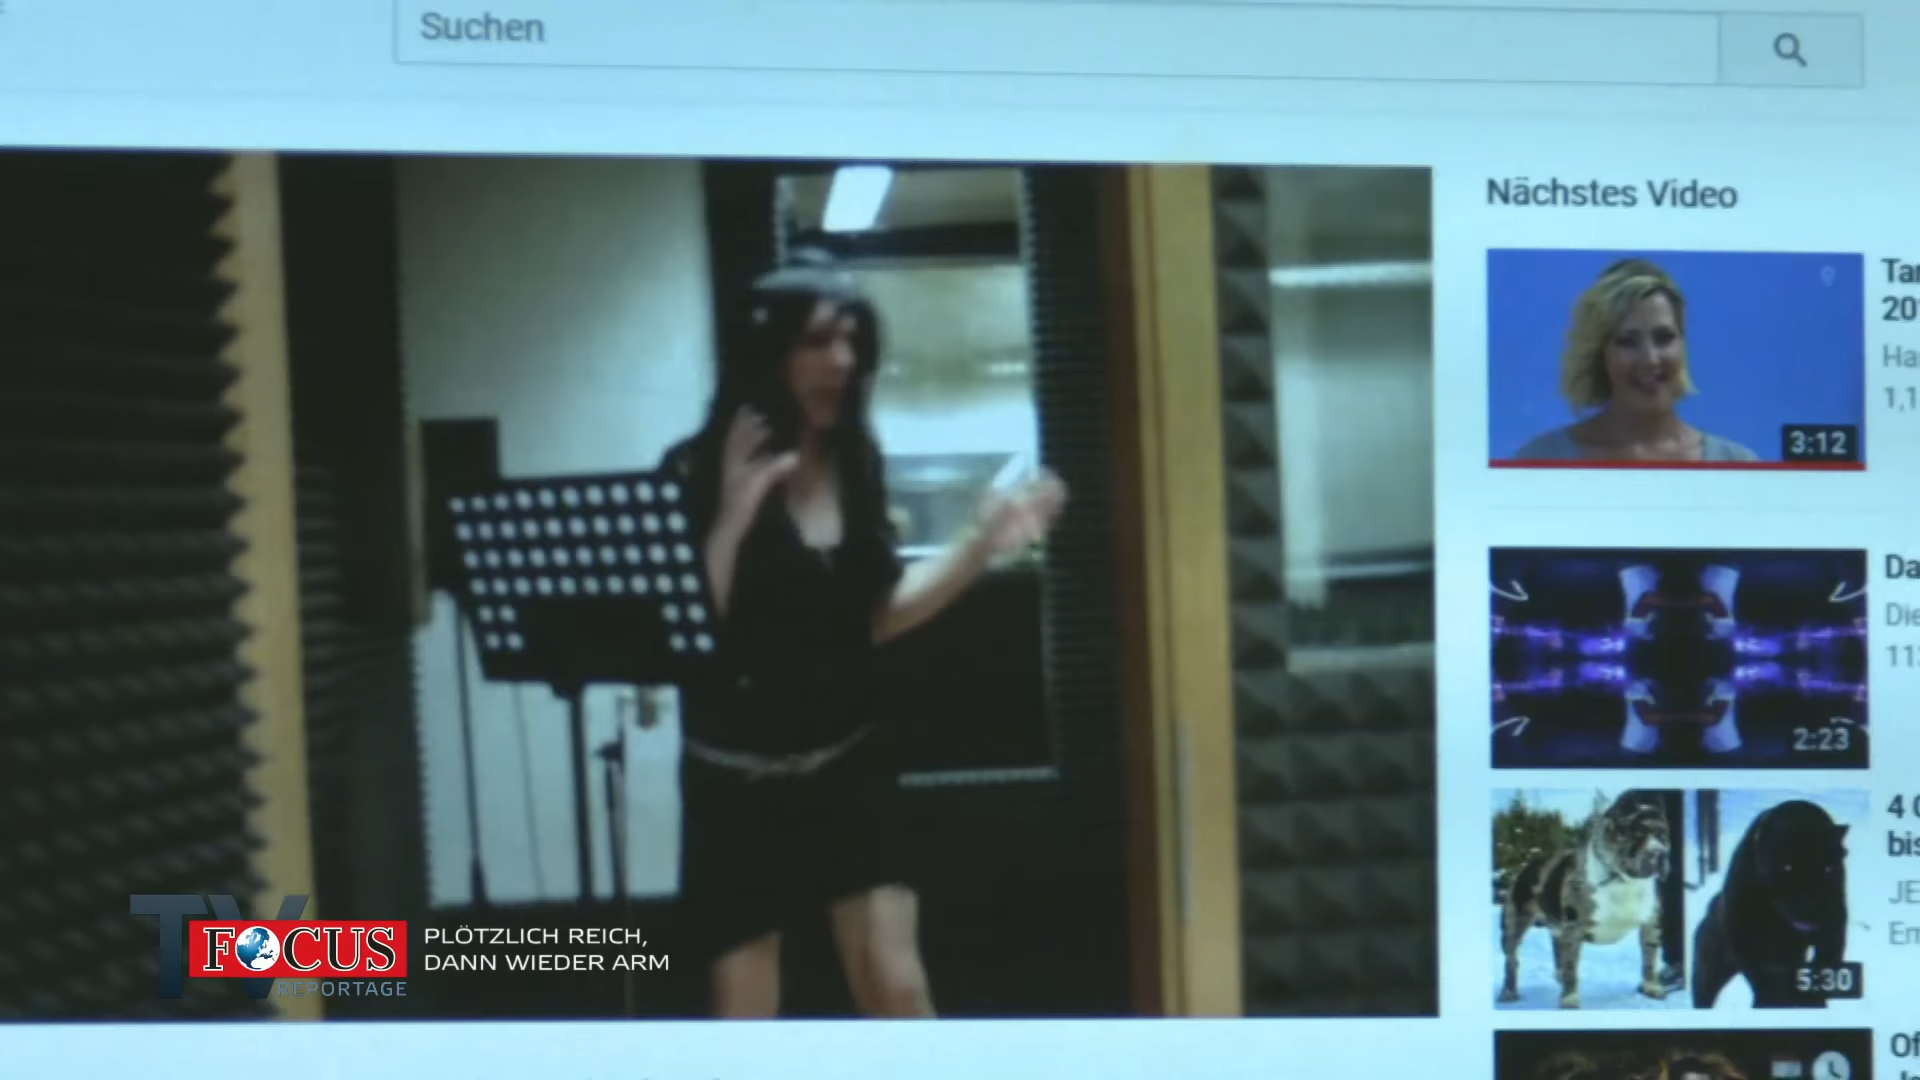 Suchen
Nächstes Video
3:12
2:23
5:30
TV
FOCUS
REPORTAGE
PLÖTZLICH REICH,
DANN WIEDER ARM